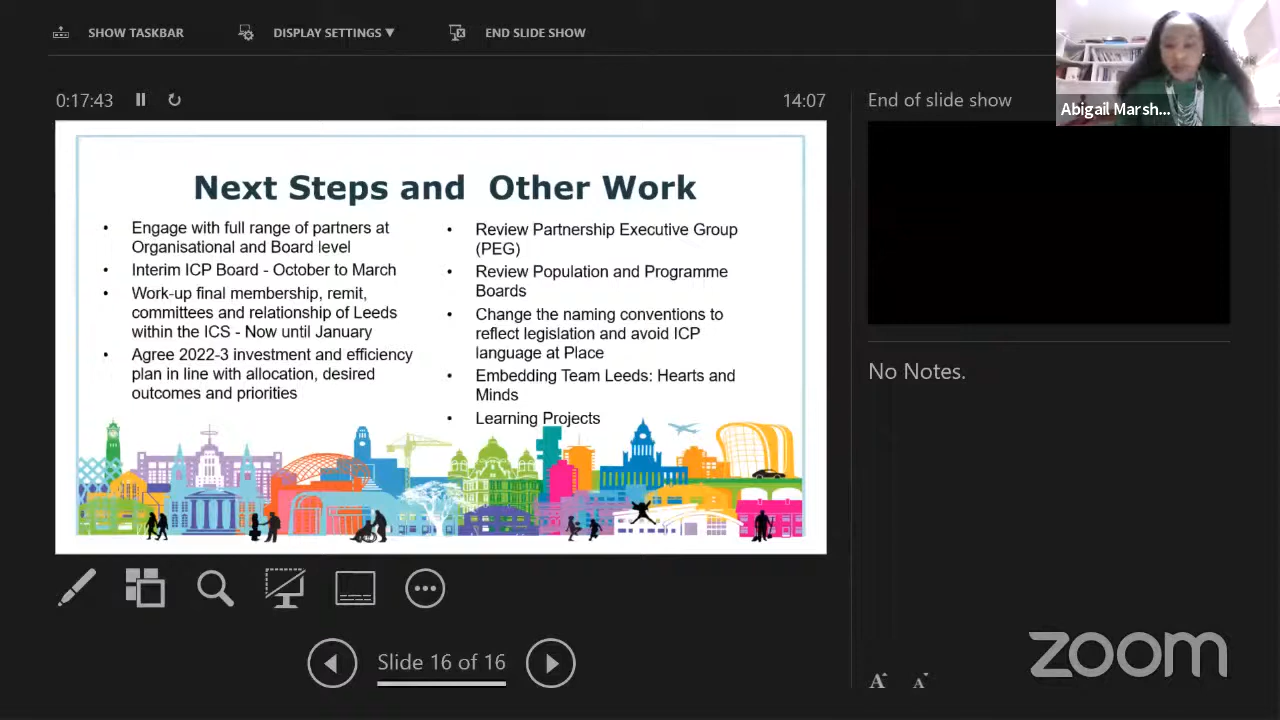 SHOW TASKBAR
DISPLAY SETTINGS ▼
END SLIDE SHOW
Abigail Marsh...
0:17:43
14:07
End of slide show
Next Steps and Other Work
• Engage with full range of partners at
Organisational and Board level
• Interim ICP Board - October to March
• Work-up final membership, remit,
committees and relationship of Leeds
within the ICS - Now until January
• Agree 2022-3 investment and efficiency
plan in line with allocation, desired
outcomes and priorities
• Review Partnership Executive Group
(PEG)
• Review Population and Programme
Boards
• Change the naming conventions to
reflect legislation and avoid ICP
language at Place
• Embedding Team Leeds: Hearts and
Minds
• Learning Projects
No Notes.
Slide 16 of 16
A A
zoom